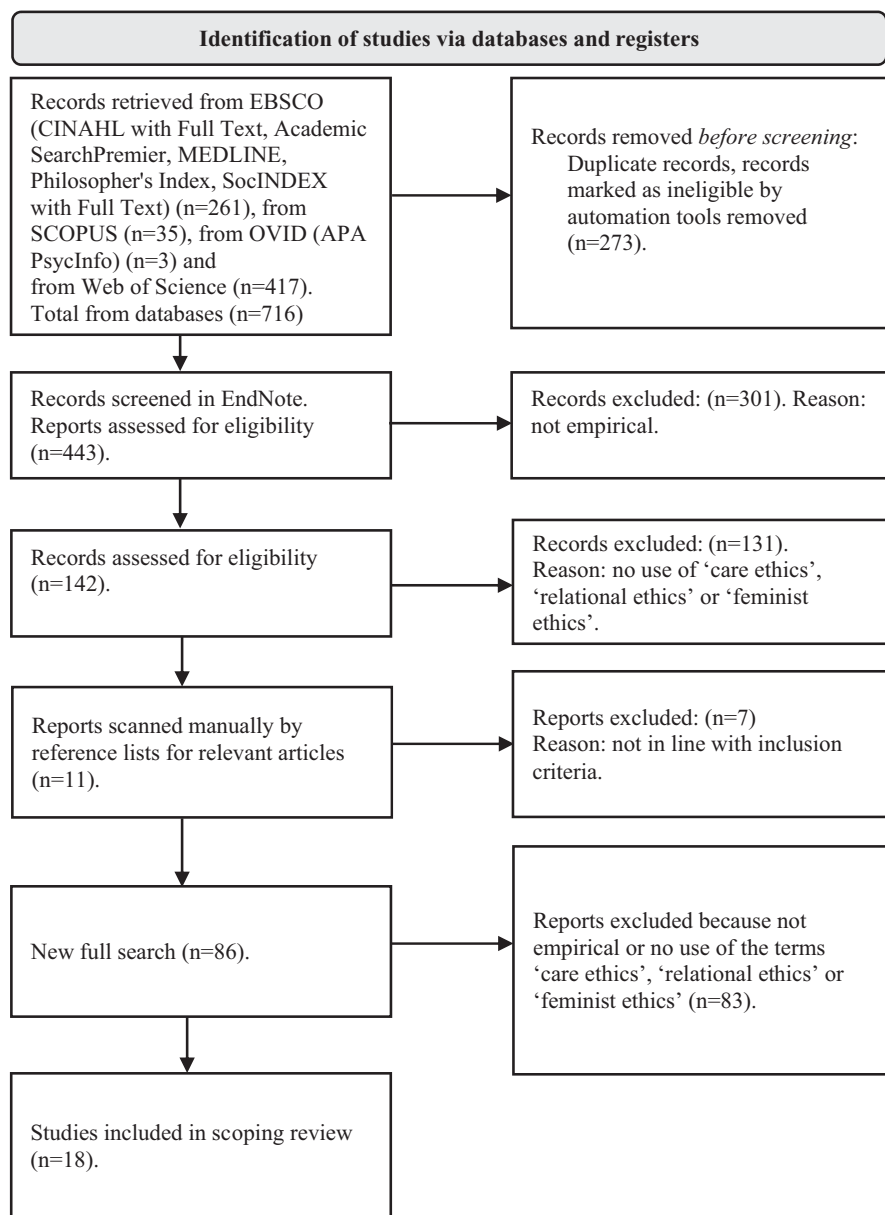 Identification of studies via databases and registers
Records retrieved from EBSCO
(CINAHL with Full Text, Academic
SearchPremier, MEDLINE,
Philosopher's Index, SocINDEX
with Full Text) (n=261), from
SCOPUS (n=35), from OVID (APA
PsycInfo) (n=3) and
from Web of Science (n=417).
Total from databases (n=716)
Records removed before screening:
Duplicate records, records
marked as ineligible by
automation tools removed
(n=273).
Records screened in EndNote.
Reports assessed for eligibility
(n=443).
Records excluded: (n=301). Reason:
not empirical.
Records assessed for eligibility
(n=142).
Records excluded: (n=131).
Reason: no use of ‘care ethics’,
‘relational ethics’ or ‘feminist
ethics’.
Reports scanned manually by
reference lists for relevant articles
(n=11).
Reports excluded: (n=7)
Reason: not in line with inclusion
criteria.
New full search (n=86).
Reports excluded because not
empirical or no use of the terms
‘care ethics’, ‘relational ethics’ or
‘feminist ethics’ (n=83).
Studies included in scoping review
(n=18).